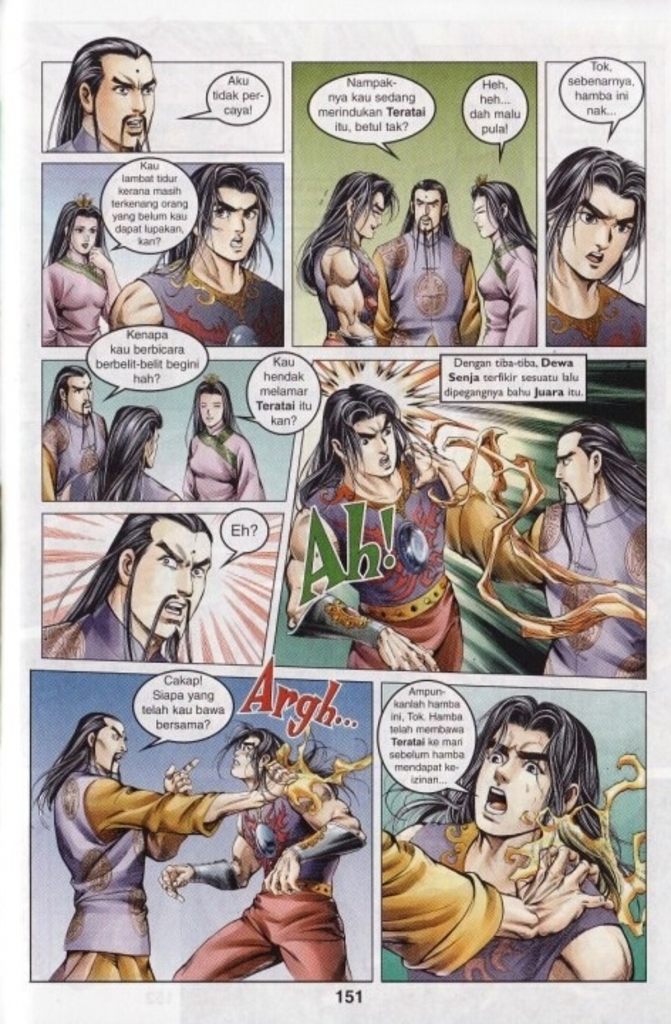 Aku
tidak per-
caya!
Kau
lambat tidur
kerana masih
terkenang orang
yang belum kau
dapat lupakan,
kan?
Nampak-
nya kau sedang
merindukan Teratai
itu, betul tak?
Heh,
heh...
dah malu
pula!
Tok,
sebenarnya,
hamba ini
nak...
Kenapa
kau berbicara
berbelit-belit begini
hah?
Kau
hendak
melamar
Teratai itu
kan?
Eh?
Dengan tiba-tiba, Dewa
Senja terfikir sesuatu lalu
dipegangnya bahu Juara itu.
Ah!
Cakap!
Siapa yang
telah kau bawa
bersama?
Argh...
Ampun-
kanlah hamba
ini, Tok. Hamba
telah membawa
Teratai ke mari
sebelum hamba
mendapat ke-
izinan...
151